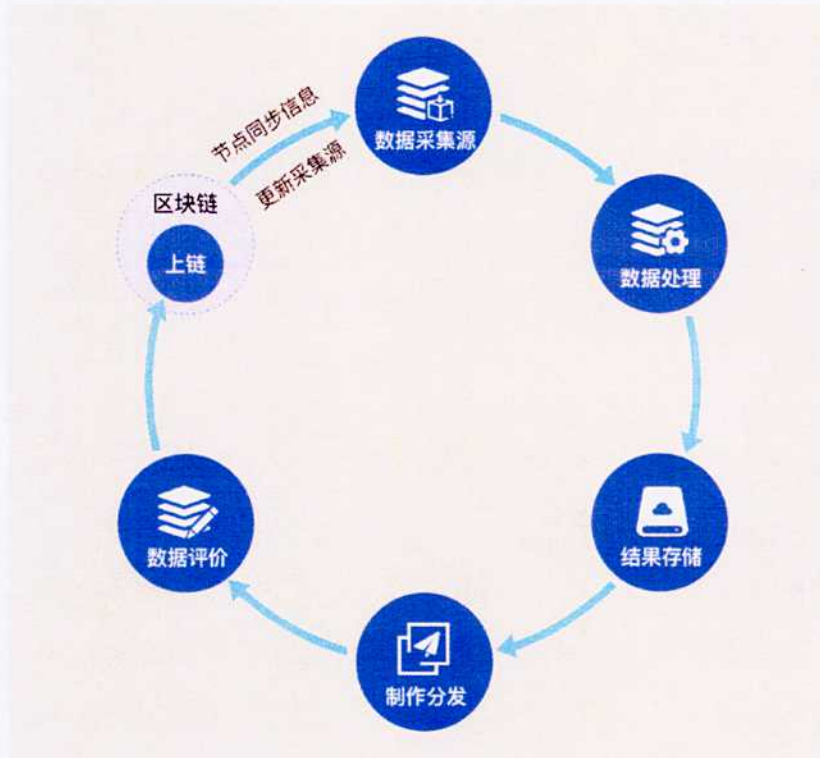 数据采集源
节点同步信息
更新采集源
区块链
上链
数据处理
数据评价
结果存储
制作分发